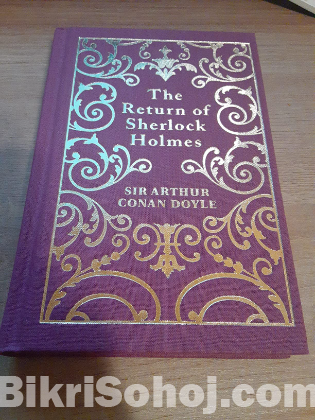 The
Return of
Sherlock
Holmes
SIR ARTHUR
CONAN DOYLE
BikriSohoj.com